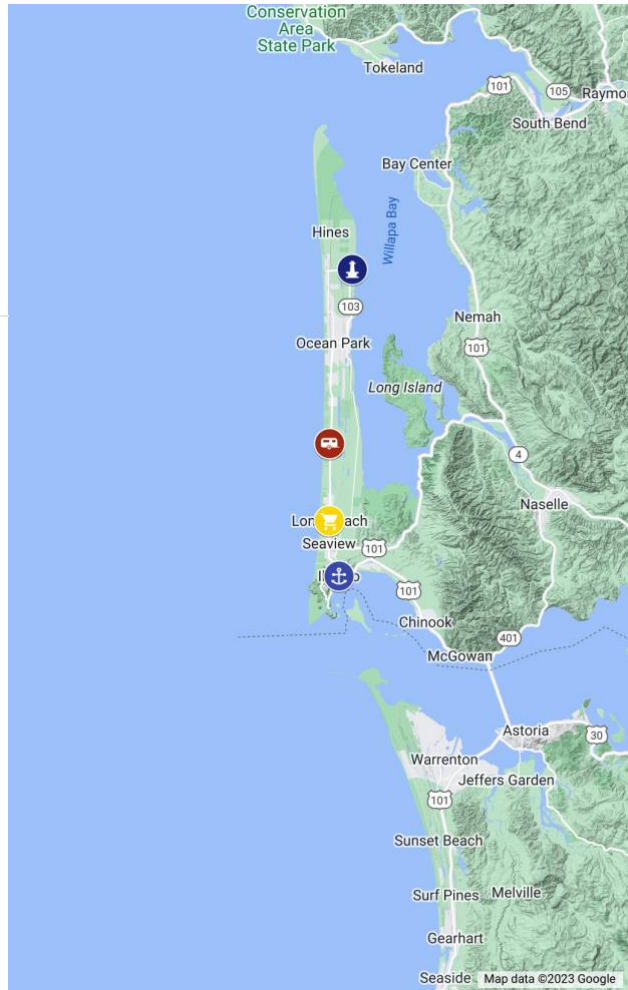 Conservation
Area
State Park
Tokeland
101
105
South Bend
Bay Center
Willapa Bay
Hines
103
Nemah
Ocean Park
101
Long Island
4
Naselle
Seaview
101
101
Chinook
401
McGowan
Astoria
30
Warrenton
Jeffers Garden
101
Sunset Beach
Surf Pines
Melville
Gearhart
Seaside
Map data ©2023 Google